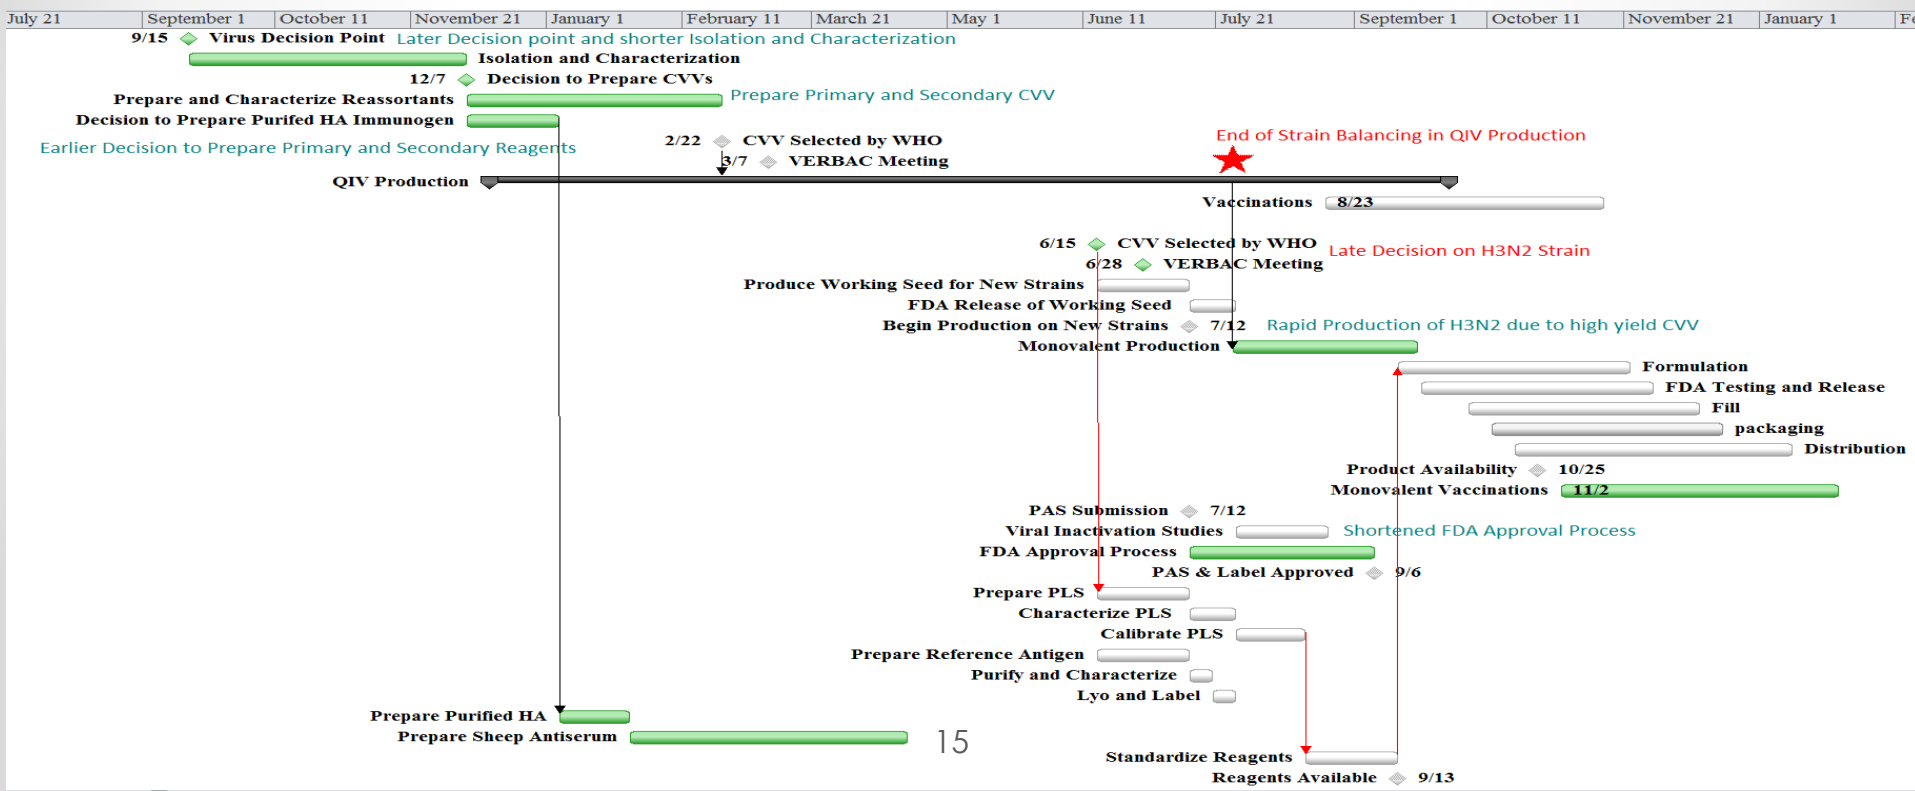 July 21 September 1 October 11 November 21 January 1 February 11 March 21 May 1 June 11 July 21 September 1 October 11 November 21 January 1 Fe
9/15 Virus Decision Point Later Decision point and shorter Isolation and Characterization
Isolation and Characterization
12/7 Decision to Prepare CVVs
Prepare and Characterize Reassortants Prepare Primary and Secondary CVV
Decision to Prepare Purifed HA Immunogen
End of Strain Balancing in QIV Production
2/22 CVV Selected by WHO
Earlier Decision to Prepare Primary and Secondary Reagents
3/7 VERBAC Meeting
QIV Production
Vaccinations 8/23
6/15 CVV Selected by WHO Late Decision on H3N2 Strain
6/28 VERBAC Meeting
Produce Working Seed for New Strains
FDA Release of Working Seed
Begin Production on New Strains 7/12 Rapid Production of H3N2 due to high yield CVV
Monovalent Production
Formulation
FDA Testing and Release
Fill
packaging
Distribution
Product Availability 10/25
Monovalent Vaccinations 11/2
PAS Submission 7/12
Viral Inactivation Studies Shortened FDA Approval Process
FDA Approval Process
PAS & Label Approved 9/6
Prepare PLS
Characterize PLS
Calibrate PLS
Prepare Reference Antigen
Purify and Characterize
Lyo and Label
Prepare Purified HA
Prepare Sheep Antiserum 15
Standardize Reagents
Reagents Available 9/13